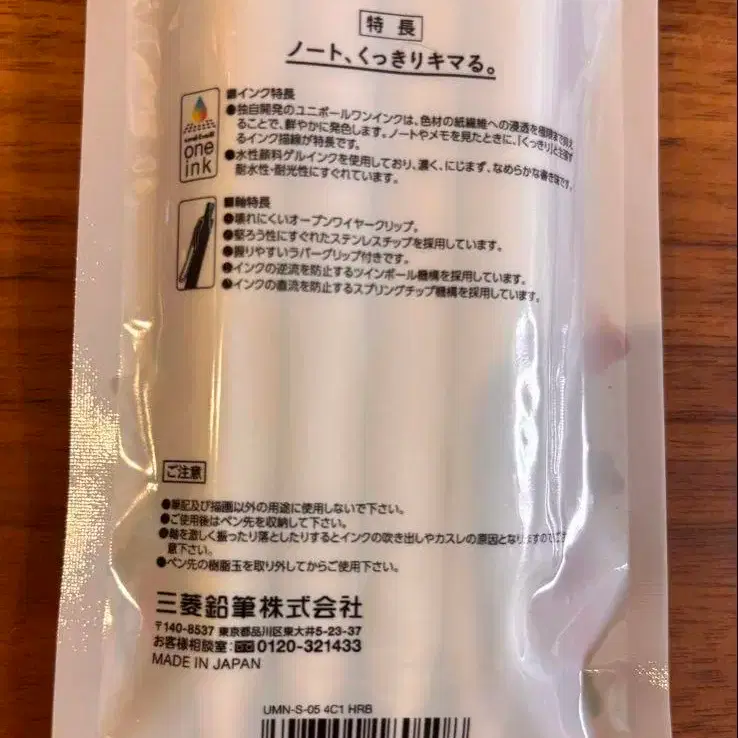 特長
ノート、くっきりキマる。
■インク特長
uni-ball
one
ink
●独自開発のユニボールワンインクは、色材の紙繊維への浸透を極限まで抑え
ることで、鮮やかに発色します。ノートやメモを見たときに、「くっきり」と主張す
るインク描線が特長です。
●水性顔料ゲルインクを使用しており、濃く、にじまず、なめらかな書き味です。
耐水性・耐光性にすぐれています。
■軸特長
●壊れにくいオープンワイヤークリップ。
●堅ろう性にすぐれたステンレスチップを採用しています。
●握りやすいラバーグリップ付きです。
●インクの逆流を防止するツインボール機構を採用しています。
●インクの直流を防止するスプリングチップ機構を採用しています。
ご注意
●筆記及び描画以外の用途に使用しないで下さい。
●ご使用後はペン先を収納して下さい。
●軸を激しく振ったり落としたりするとインクの吹き出しやカスレの原因となりますのでご注
意下さい。
●ペン先の樹脂玉を取り外してからご使用下さい。
三菱鉛筆株式会社
〒140-8537 東京都品川区東大井5-23-37
お客様相談室:0120-321433
MADE IN JAPAN
UMN-S-05 4C1 HRB